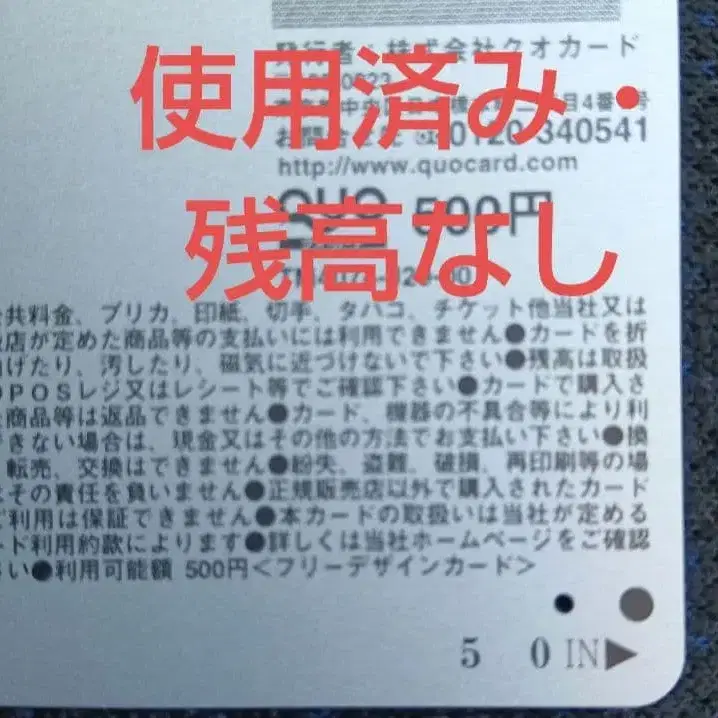 発行者・株式会社クオカード
使用済み・
お問合せ先 0120-340541
http://www.quocard.com
QUO 500円
残高なし
共料金、プリカ、印紙、切手、タバコ、チケット他当社又は
店が定めた商品等の支払いには利用できません●カードを折
げたり、汚したり、磁気に近づけないで下さい●残高は取扱
POSレジ又はレシート等でご確認下さい●カードで購入さ
商品等は返品できません●カード、機器の不具合等により利
きない場合は、現金又はその他の方法でお支払い下さい●換
転売、交換はできません●紛失、盗難、破損、再印刷等の場
はその責任を負いません●正規販売店以外で購入されたカード
ご利用は保証できません●本カードの取扱いは当社が定める
ド利用約款によります●詳しくは当社ホームページをご確認
さい●利用可能額 500円<フリーデザインカード>
5 0 IN▶